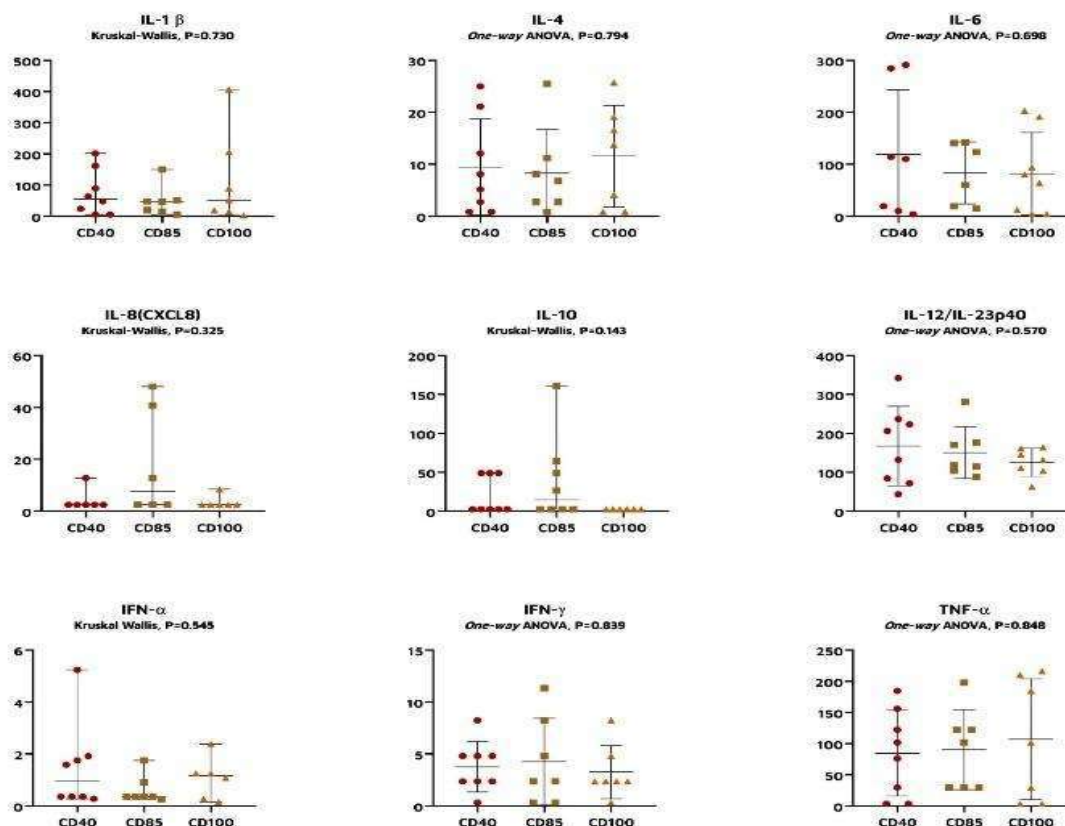 IL-1 β
Kruskal-Wallis, P=0.730
500
400
300
200
100
0
CD40 CD85 CD100
IL-4
One-way ANOVA, P=0.794
30
20
10
0
CD40 CD85 CD100
IL-6
One-way ANOVA, P=0.698
300
200
100
0
CD40 CD85 CD100
IL-8(CXCL8)
Kruskal-Wallis, P=0.325
60
40
20
0
CD40 CD85 CD100
IL-10
Kruskal-Wallis, P=0.143
200
150
100
50
0
CD40 CD85 CD100
IL-12/IL-23p40
One-way ANOVA, P=0.570
400
300
200
100
0
CD40 CD85 CD100
IFN-α
Kruskal Wallis, P=0.545
6
4
2
0
CD40 CD85 CD100
IFN-γ
One-way ANOVA, P=0.839
15
10
5
0
CD40 CD85 CD100
TNF-α
One-way ANOVA, P=0.848
250
200
150
100
50
0
CD40 CD85 CD100